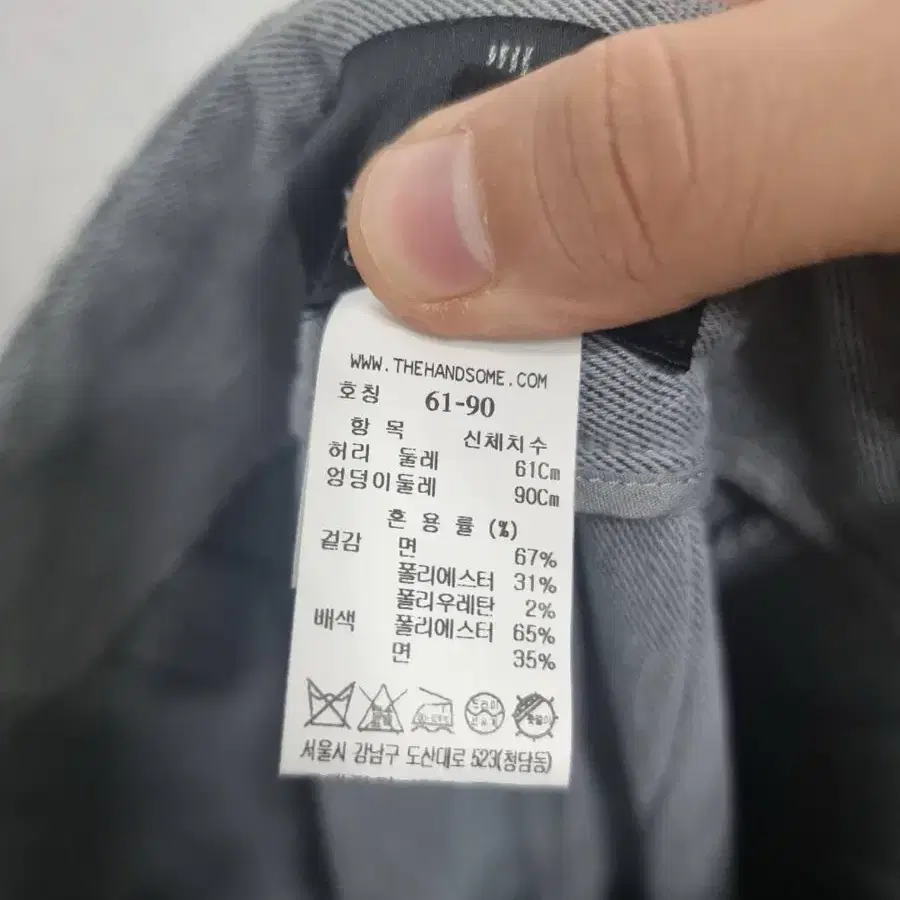 WWW.THEHANDSOME.COM
호칭 61-90
항 목 신체치수
허리 둘레 61Cm
엉덩이둘레 90Cm
혼 용 률 (%)
겉감 면 67%
폴리에스터 31%
폴리우레탄 2%
배색 폴리에스터 65%
면 35%
드라이
서울시 강남구 도산대로 523(청담동)